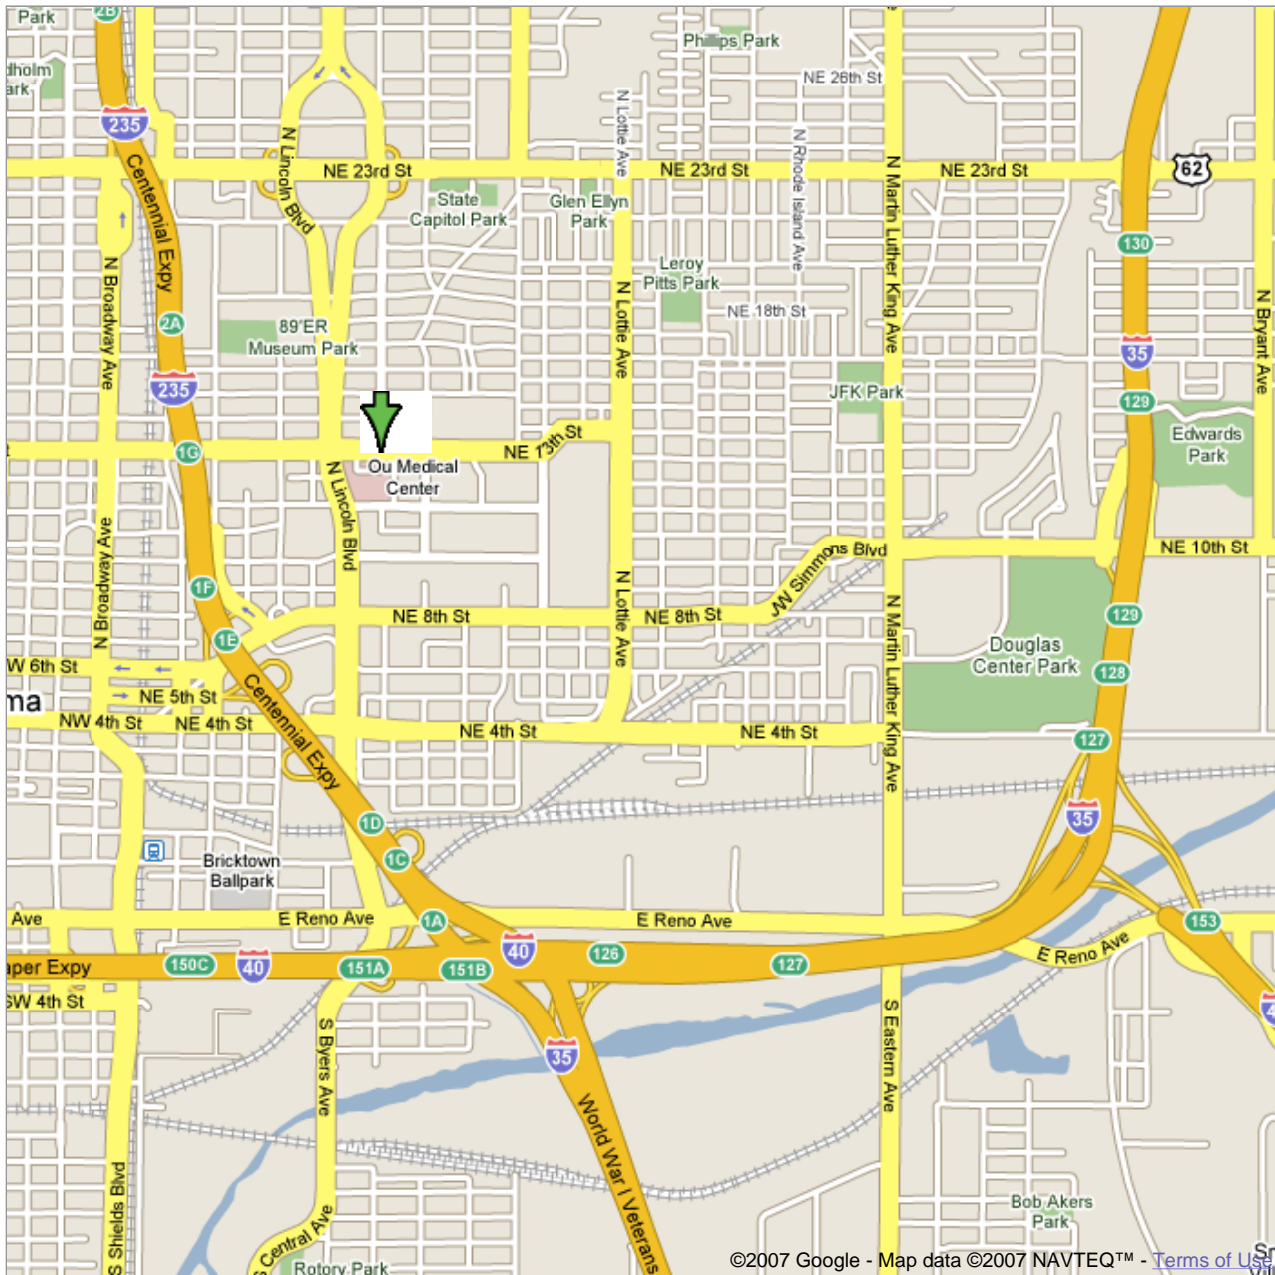 2B
Park
Phillips Park
dholm
ark
NE 26th St
N Lottie Ave
235
N Lincoln Blvd
N Rhode Island Ave
NE 23rd St
NE 23rd St
NE 23rd St
62
N Martin Luther King Ave
Centennial Expy
N Lincoln Blvd
State
Capitol Park
Glen Ellyn
Park
130
Leroy
Pitts Park
N Broadway Ave
N Lottie Ave
N Bryant Ave
NE 18th St
2A
89'ER
Museum Park
35
235
JFK Park
129
Edwards
Park
t
1G
NE 13th St
Ou Medical
Center
N Lincoln Blvd
N Broadway Ave
JW Simmons Blvd
NE 10th St
1F
N Lottie Ave
NE 8th St
NE 8th St
N Martin Luther King Ave
129
1E
Douglas
Center Park
W 6th St
128
NE 5th St
ma
NW 4th St
NE 4th St
NE 4th St
NE 4th St
127
Centennial Expy
35
1D
1C
Bricktown
Ballpark
Ave
E Reno Ave
1A
E Reno Ave
153
E Reno Ave
40
126
127
aper Expy
150C
40
151A
151B
SW 4th St
S Byers Ave
35
S Eastern Ave
4
World War I Veterans
S Shields Blvd
S Central Ave
Bob Akers
Park
Rotory Park
©2007 Google - Map data ©2007 NAVTEQ™ - Terms of Use